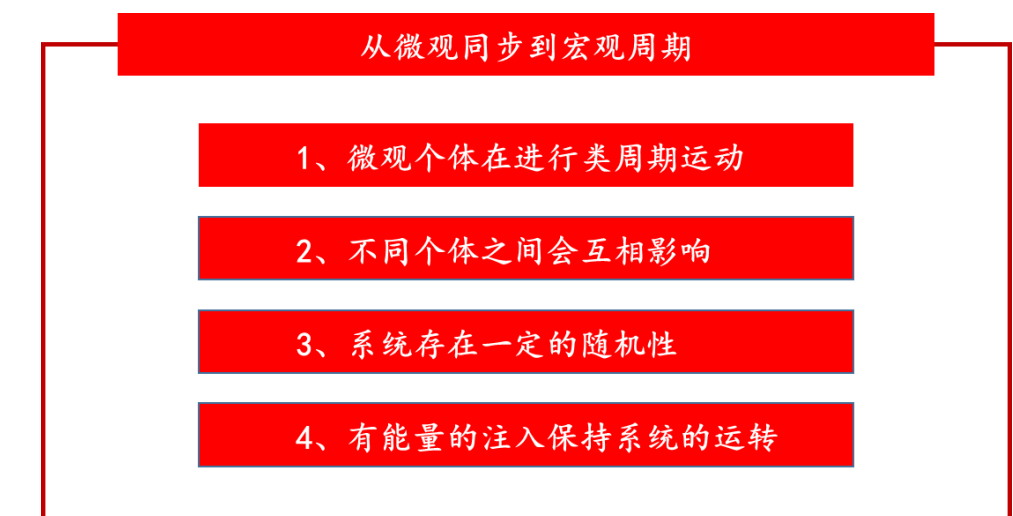 从微观同步到宏观周期
1、微观个体在进行类周期运动
2、不同个体之间会互相影响
3、系统存在一定的随机性
4、有能量的注入保持系统的运转